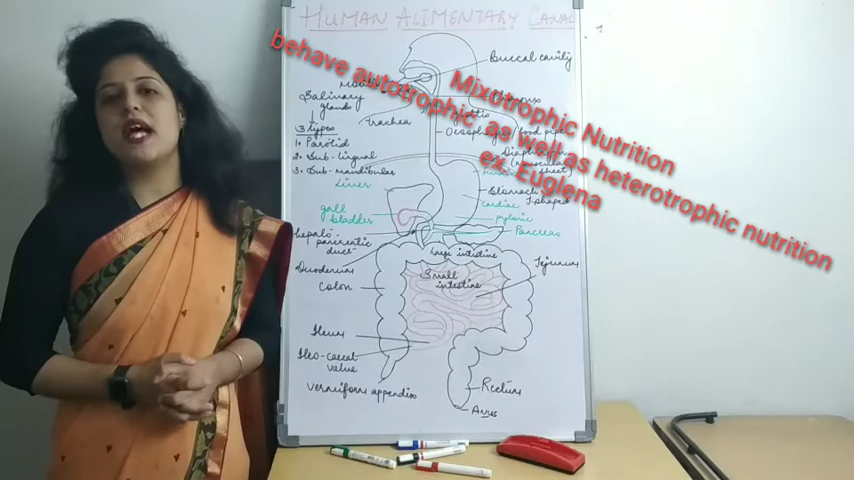 HUMAN ALIMENTARY CANAL
behave autotrophic as well as heterotrophic nutrition
Mixotrophic Nutrition
ex. Euglena
Buccal cavity
Salivary
glands
3 types
1. Parotid
2. Sub-lingual
3. Sub-mandibular
Trachea
Oesophagus/food pipe
Diaphragm
(muscular
sheet)
Liver
Stomach
J-shaped
cardiac
gall
bladder
pyloric
Pancreas
hepato-
pancreatic
duct
Large intestine
Duodenum
Small
intestine
Jejunum
Colon
Ileum
Ileo-caecal
valve
Vermiform appendix
Rectum
Anus